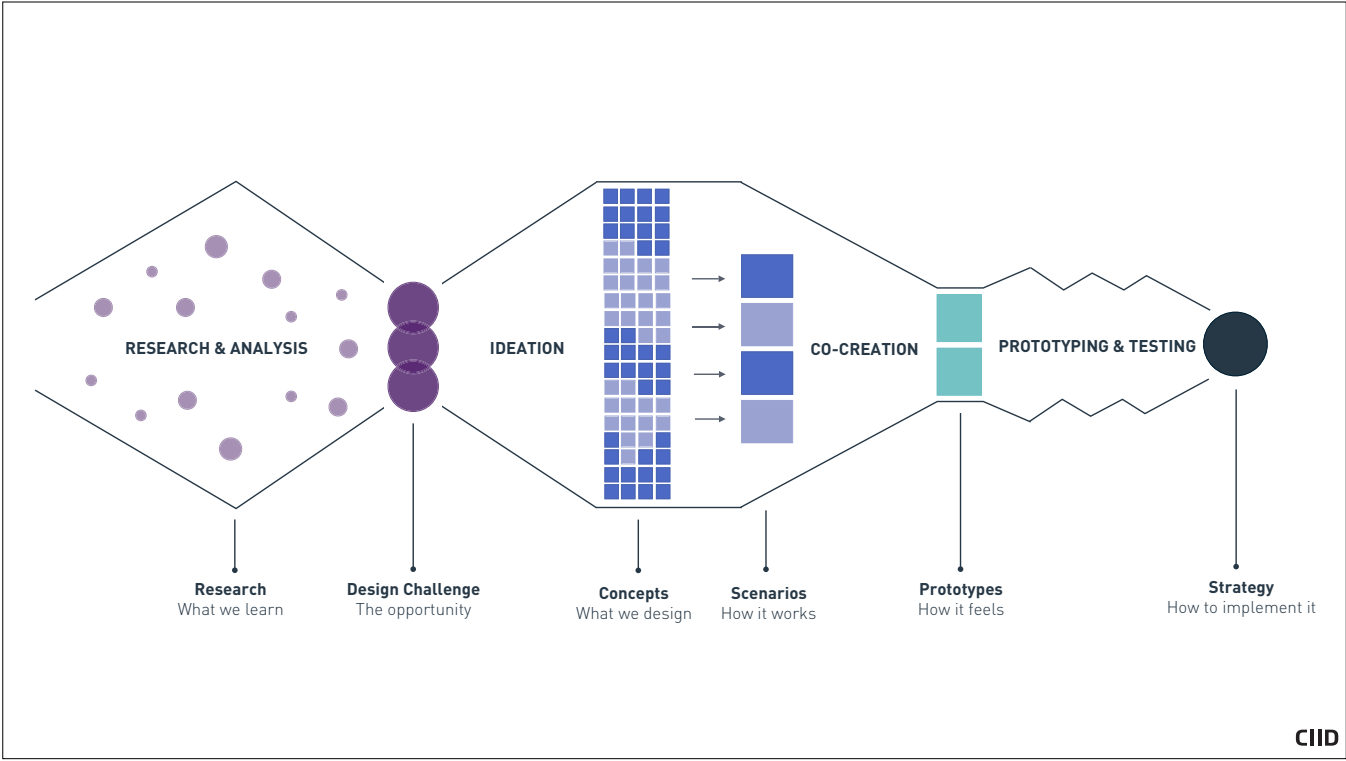 RESEARCH & ANALYSIS
IDEATION
CO-CREATION
PROTOTYPING & TESTING
Research
What we learn
Design Challenge
The opportunity
Concepts
What we design
Scenarios
How it works
Prototypes
How it feels
Strategy
How to implement it
CIID